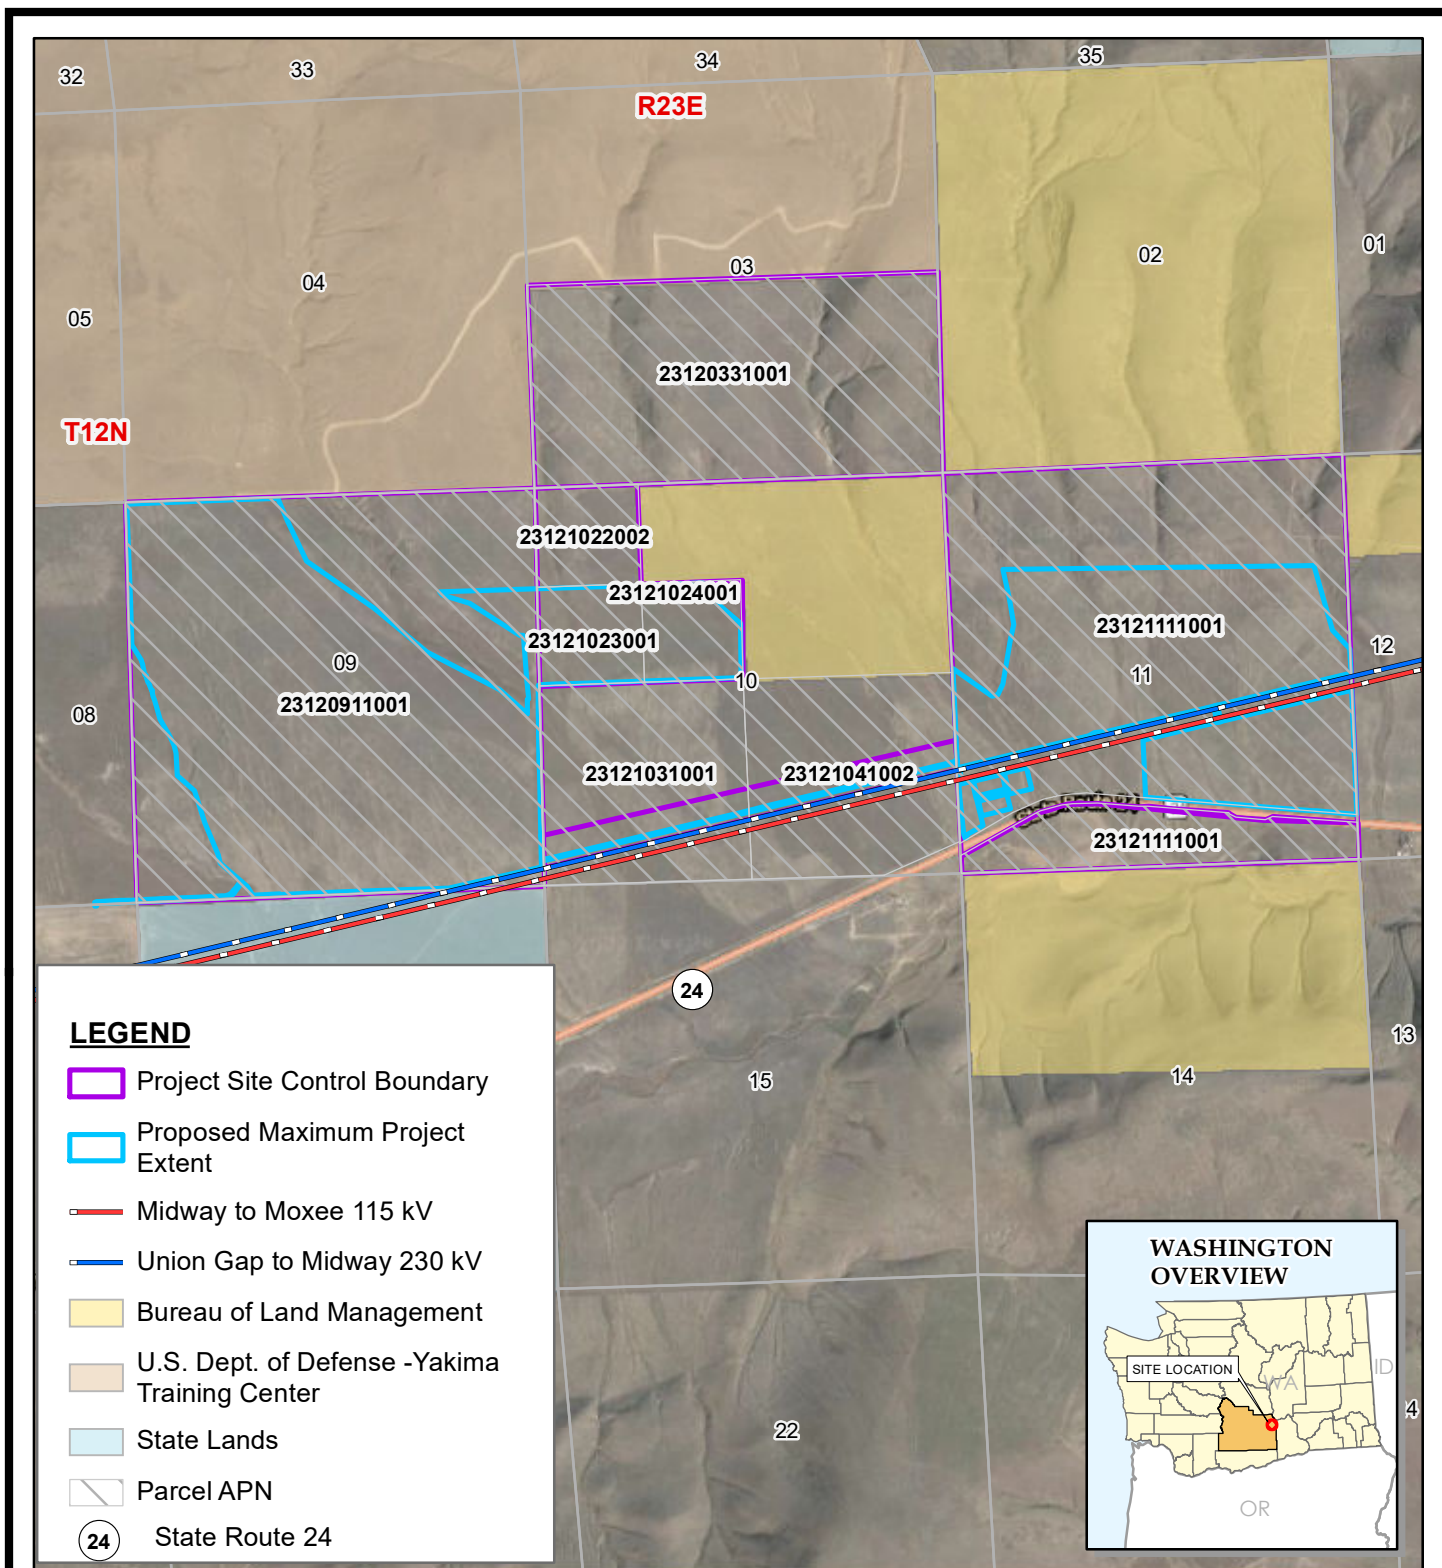 32
33
34
35
R23E
05
04
03
02
01
23120331001
T12N
23121022002
23121024001
23121023001
09
23120911001
10
23121111001
11
12
08
23121031001
23121041002
23121111001
24
15
14
13
22
4
LEGEND
Project Site Control Boundary
Proposed Maximum Project
Extent
Midway to Moxee 115 kV
Union Gap to Midway 230 kV
Bureau of Land Management
U.S. Dept. of Defense -Yakima
Training Center
State Lands
Parcel APN
24 State Route 24
WASHINGTON
OVERVIEW
SITE LOCATION
WA
ID
OR